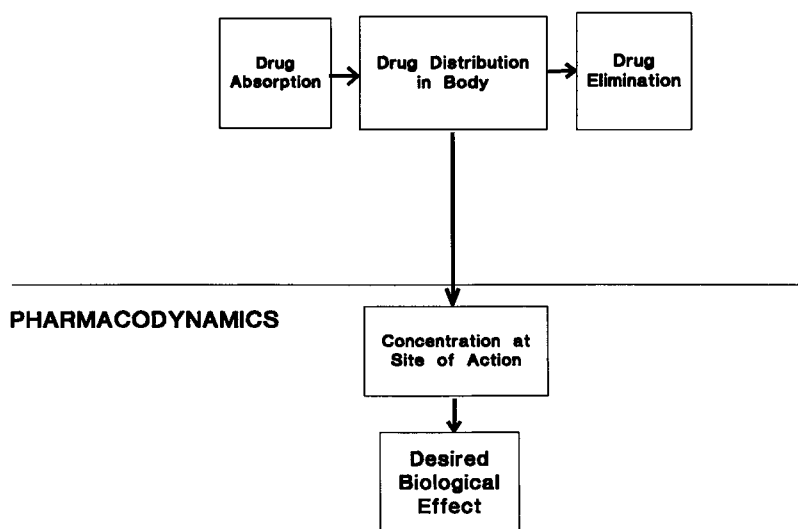 Drug
Absorption
Drug Distribution
in Body
Drug
Elimination
PHARMACODYNAMICS
Concentration at
Site of Action
Desired
Biological
Effect